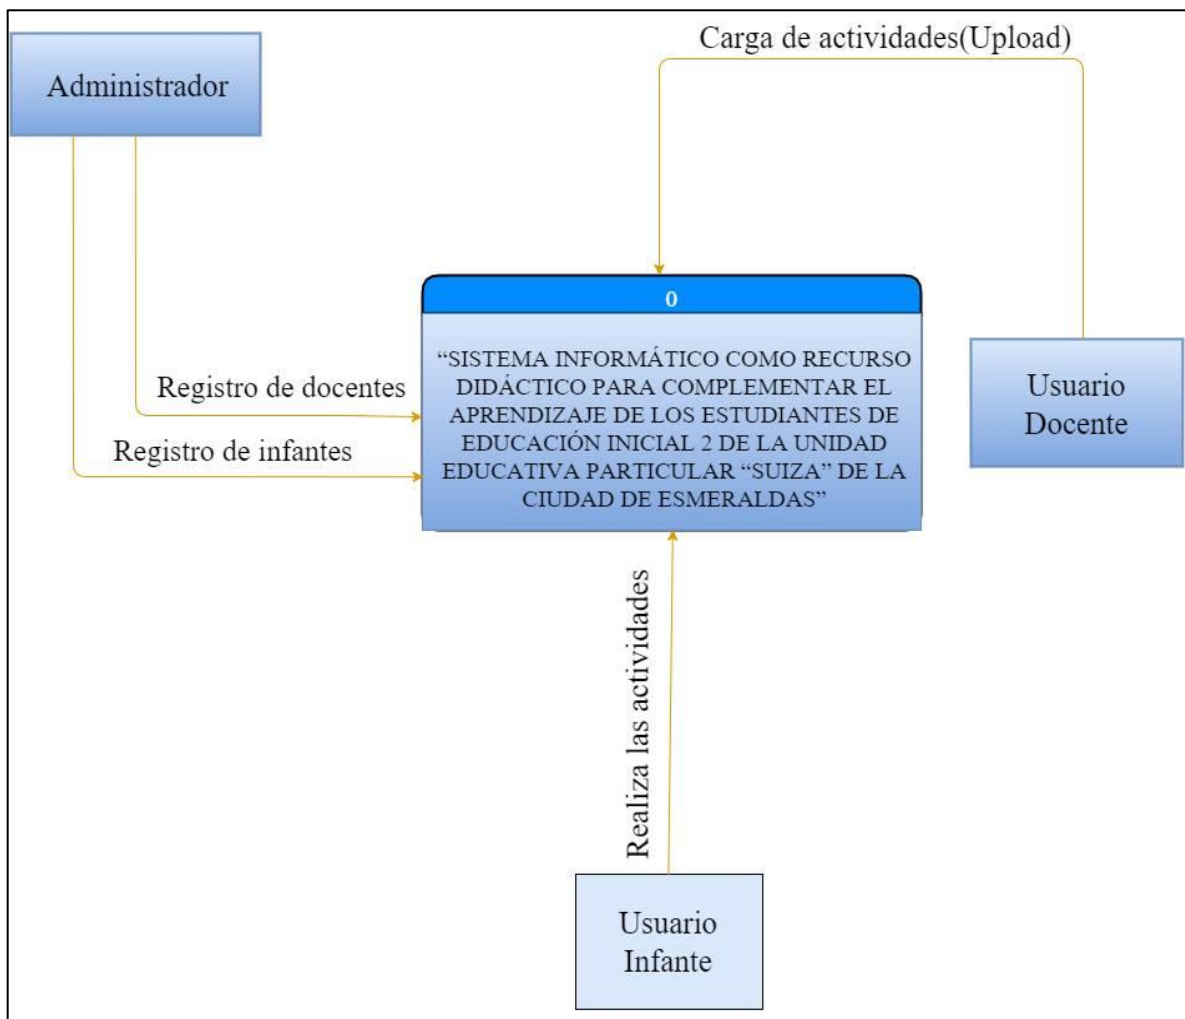 Carga de actividades(Upload)
Administrador
0
“SISTEMA INFORMÁTICO COMO RECURSO
DIDÁCTICO PARA COMPLEMENTAR EL
APRENDIZAJE DE LOS ESTUDIANTES DE
EDUCACIÓN INICIAL 2 DE LA UNIDAD
EDUCATIVA PARTICULAR “SUIZA” DE LA
CIUDAD DE ESMERALDAS”
Registro de docentes
Registro de infantes
Usuario
Docente
Realiza las actividades
Usuario
Infante